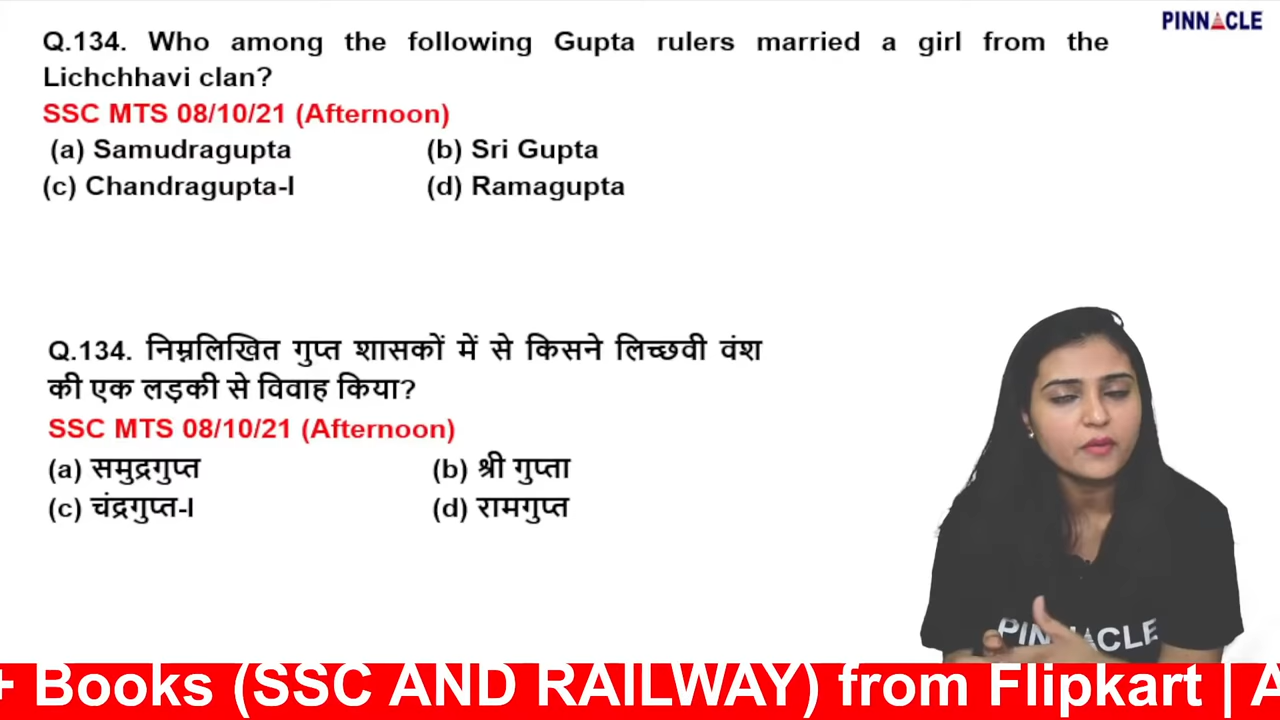 PINNACLE
Q.134. Who among the following Gupta rulers married a girl from the
Lichchhavi clan?
SSC MTS 08/10/21 (Afternoon)
(a) Samudragupta (b) Sri Gupta
(c) Chandragupta-I (d) Ramagupta
Q.134. निम्नलिखित गुप्त शासकों में से किसने लिच्छवी वंश
की एक लड़की से विवाह किया?
SSC MTS 08/10/21 (Afternoon)
(a) समुद्रगुप्त (b) श्री गुप्ता
(c) चंद्रगुप्त-I (d) रामगुप्त
PINNACLE
+ Books (SSC AND RAILWAY) from Flipkart | A